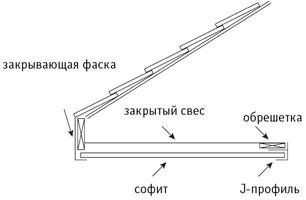 закрывающая фаска
закрытый свес
обрешетка
софит
J-профиль